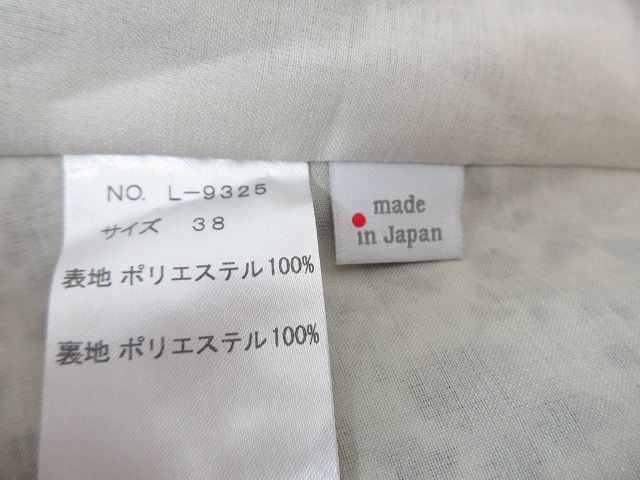 NO. L-9325
サイズ 38
表地 ポリエステル100%
裏地 ポリエステル100%
made
in Japan